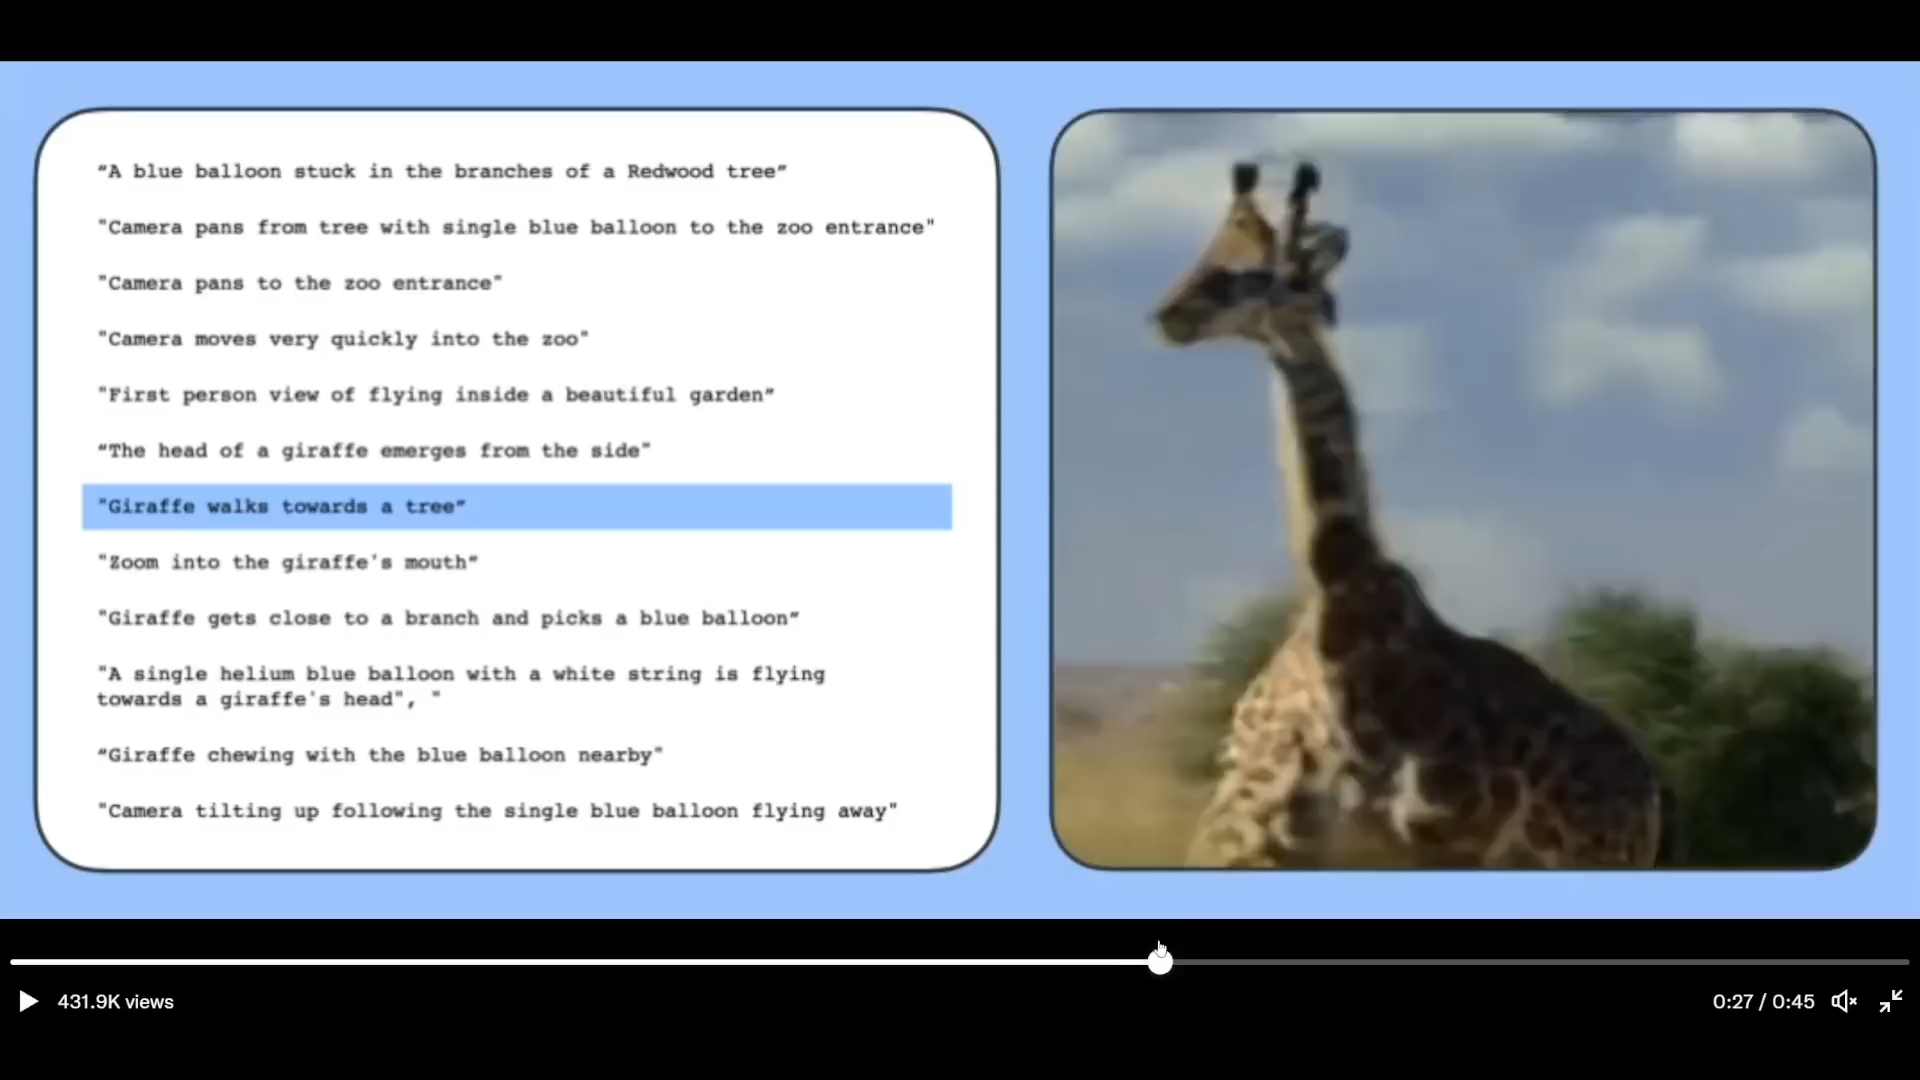 “A blue balloon stuck in the branches of a Redwood tree”
"Camera pans from tree with single blue balloon to the zoo entrance"
"Camera pans to the zoo entrance"
"Camera moves very quickly into the zoo"
"First person view of flying inside a beautiful garden”
“The head of a giraffe emerges from the side"
"Giraffe walks towards a tree”
"Zoom into the giraffe's mouth”
"Giraffe gets close to a branch and picks a blue balloon”
"A single helium blue balloon with a white string is flying
towards a giraffe's head", "
“Giraffe chewing with the blue balloon nearby"
"Camera tilting up following the single blue balloon flying away"
431.9K views
0:27 / 0:45